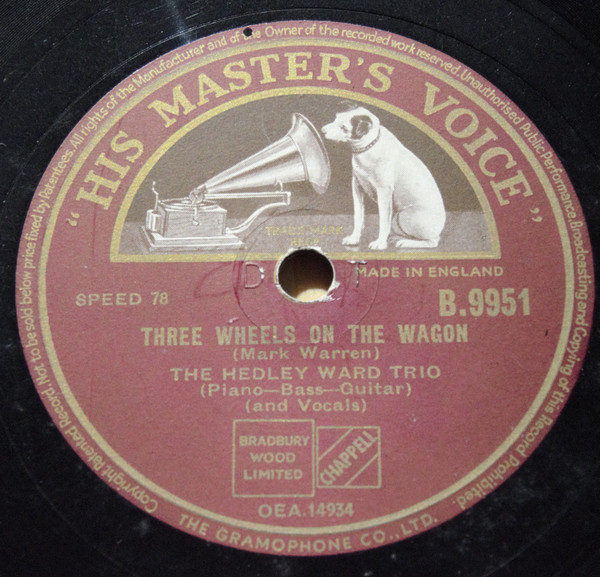 All rights of the Manufacturer and of the Owner of the recorded work reserved. Unauthorised Public Performance, Broadcasting and Copying of this Record Prohibited.
Copyright. Patented Record. Not to be sold below price fixed by Patentees.
"HIS MASTER'S VOICE"
TRADE MARK
REGD
MADE IN ENGLAND
SPEED 78
B.9951
THREE WHEELS ON THE WAGON
(Mark Warren)
THE HEDLEY WARD TRIO
(Piano—Bass—Guitar)
(and Vocals)
BRADBURY
WOOD
LIMITED
CHAPPELL
OEA.14934
THE GRAMOPHONE CO., LTD.